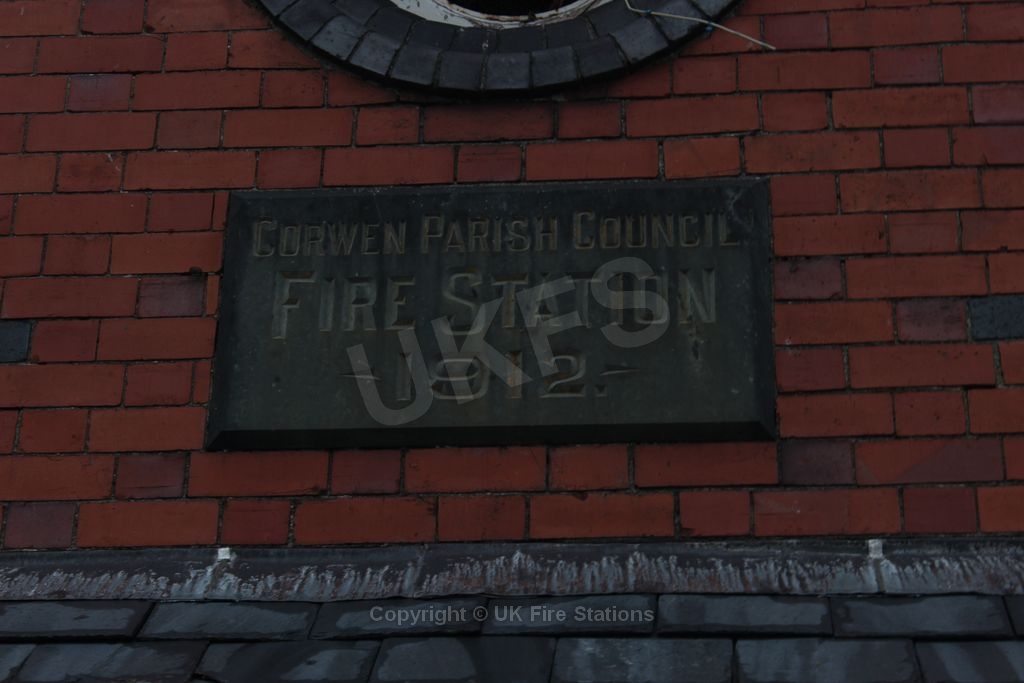 CORWEN PARISH COUNCIL
FIRE STATION
1912.
UKFS
Copyright © UK Fire Stations